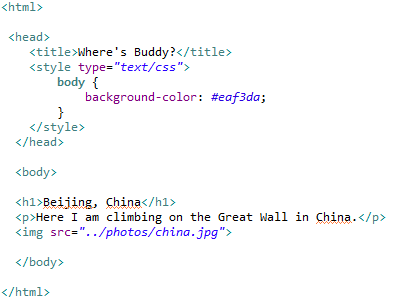 <html>
<head>
<title>Where's Buddy?</title>
<style type="text/css">
body {
background-color: #eaf3da;
}
</style>
</head>
<body>
<h1>Beijing, China</h1>
<p>Here I am climbing on the Great Wall in China.</p>
<img src="../photos/china.jpg">
</body>
</html>